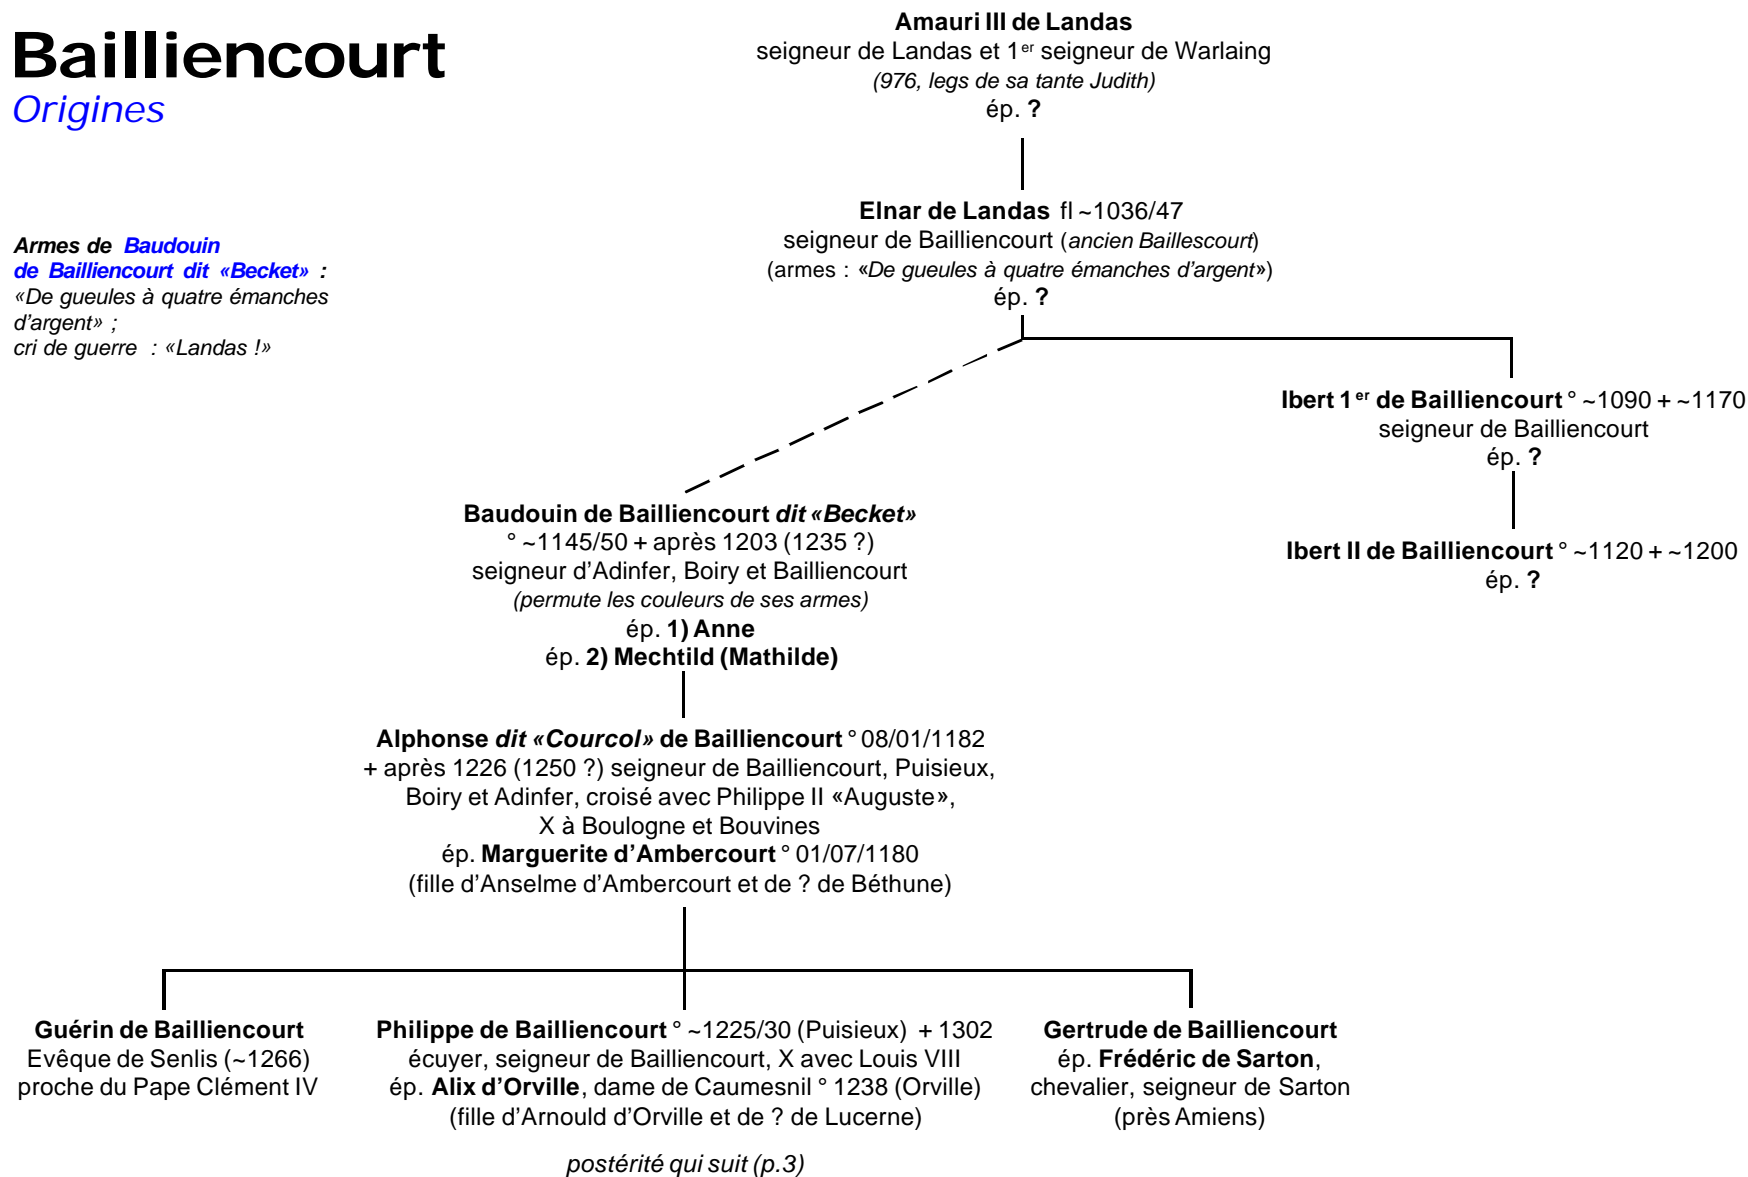 Bailliencourt
Origines
Armes de Baudouin
de Bailliencourt dit «Becket» :
«De gueules à quatre émanches
d'argent» ;
cri de guerre : «Landas !»
Amauri III de Landas
seigneur de Landas et 1er seigneur de Warlaing
(976, legs de sa tante Judith)
ép. ?
Elnar de Landas fl ~1036/47
seigneur de Bailliencourt (ancien Baillescourt)
(armes : «De gueules à quatre émanches d'argent»)
ép. ?
Ibert 1er de Bailliencourt ° ~1090 + ~1170
seigneur de Bailliencourt
ép. ?
Ibert II de Bailliencourt ° ~1120 + ~1200
ép. ?
Baudouin de Bailliencourt dit «Becket»
° ~1145/50 + après 1203 (1235 ?)
seigneur d'Adinfer, Boiry et Bailliencourt
(permute les couleurs de ses armes)
ép. 1) Anne
ép. 2) Mechtild (Mathilde)
Alphonse dit «Courcol» de Bailliencourt ° 08/01/1182
+ après 1226 (1250 ?) seigneur de Bailliencourt, Puisieux,
Boiry et Adinfer, croisé avec Philippe II «Auguste»,
X à Boulogne et Bouvines
ép. Marguerite d'Ambercourt ° 01/07/1180
(fille d'Anselme d'Ambercourt et de ? de Béthune)
Guérin de Bailliencourt
Evêque de Senlis (~1266)
proche du Pape Clément IV
Philippe de Bailliencourt ° ~1225/30 (Puisieux) + 1302
écuyer, seigneur de Bailliencourt, X avec Louis VIII
ép. Alix d'Orville, dame de Caumesnil ° 1238 (Orville)
(fille d'Arnould d'Orville et de ? de Lucerne)
postérité qui suit (p.3)
Gertrude de Bailliencourt
ép. Frédéric de Sarton,
chevalier, seigneur de Sarton
(près Amiens)